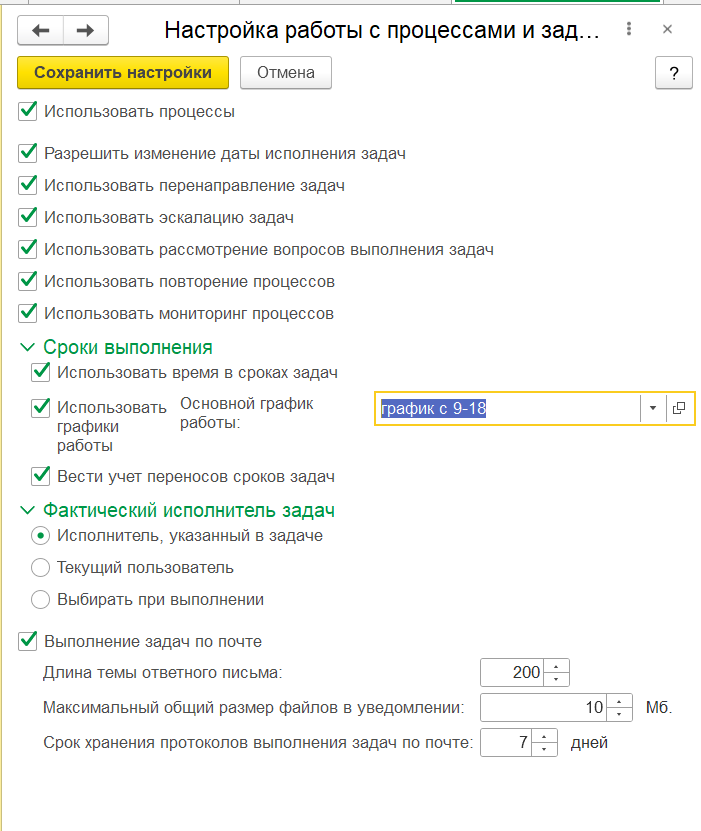 Настройка работы с процессами и зад...
Сохранить настройки
Отмена
?
Использовать процессы
Разрешить изменение даты исполнения задач
Использовать перенаправление задач
Использовать эскалацию задач
Использовать рассмотрение вопросов выполнения задач
Использовать повторение процессов
Использовать мониторинг процессов
Сроки выполнения
Использовать время в сроках задач
Использовать
графики
работы
Основной график
работы:
график с 9-18
Вести учет переносов сроков задач
Фактический исполнитель задач
Исполнитель, указанный в задаче
Текущий пользователь
Выбирать при выполнении
Выполнение задач по почте
Длина темы ответного письма: 200
Максимальный общий размер файлов в уведомлении: 10 Мб.
Срок хранения протоколов выполнения задач по почте: 7 дней